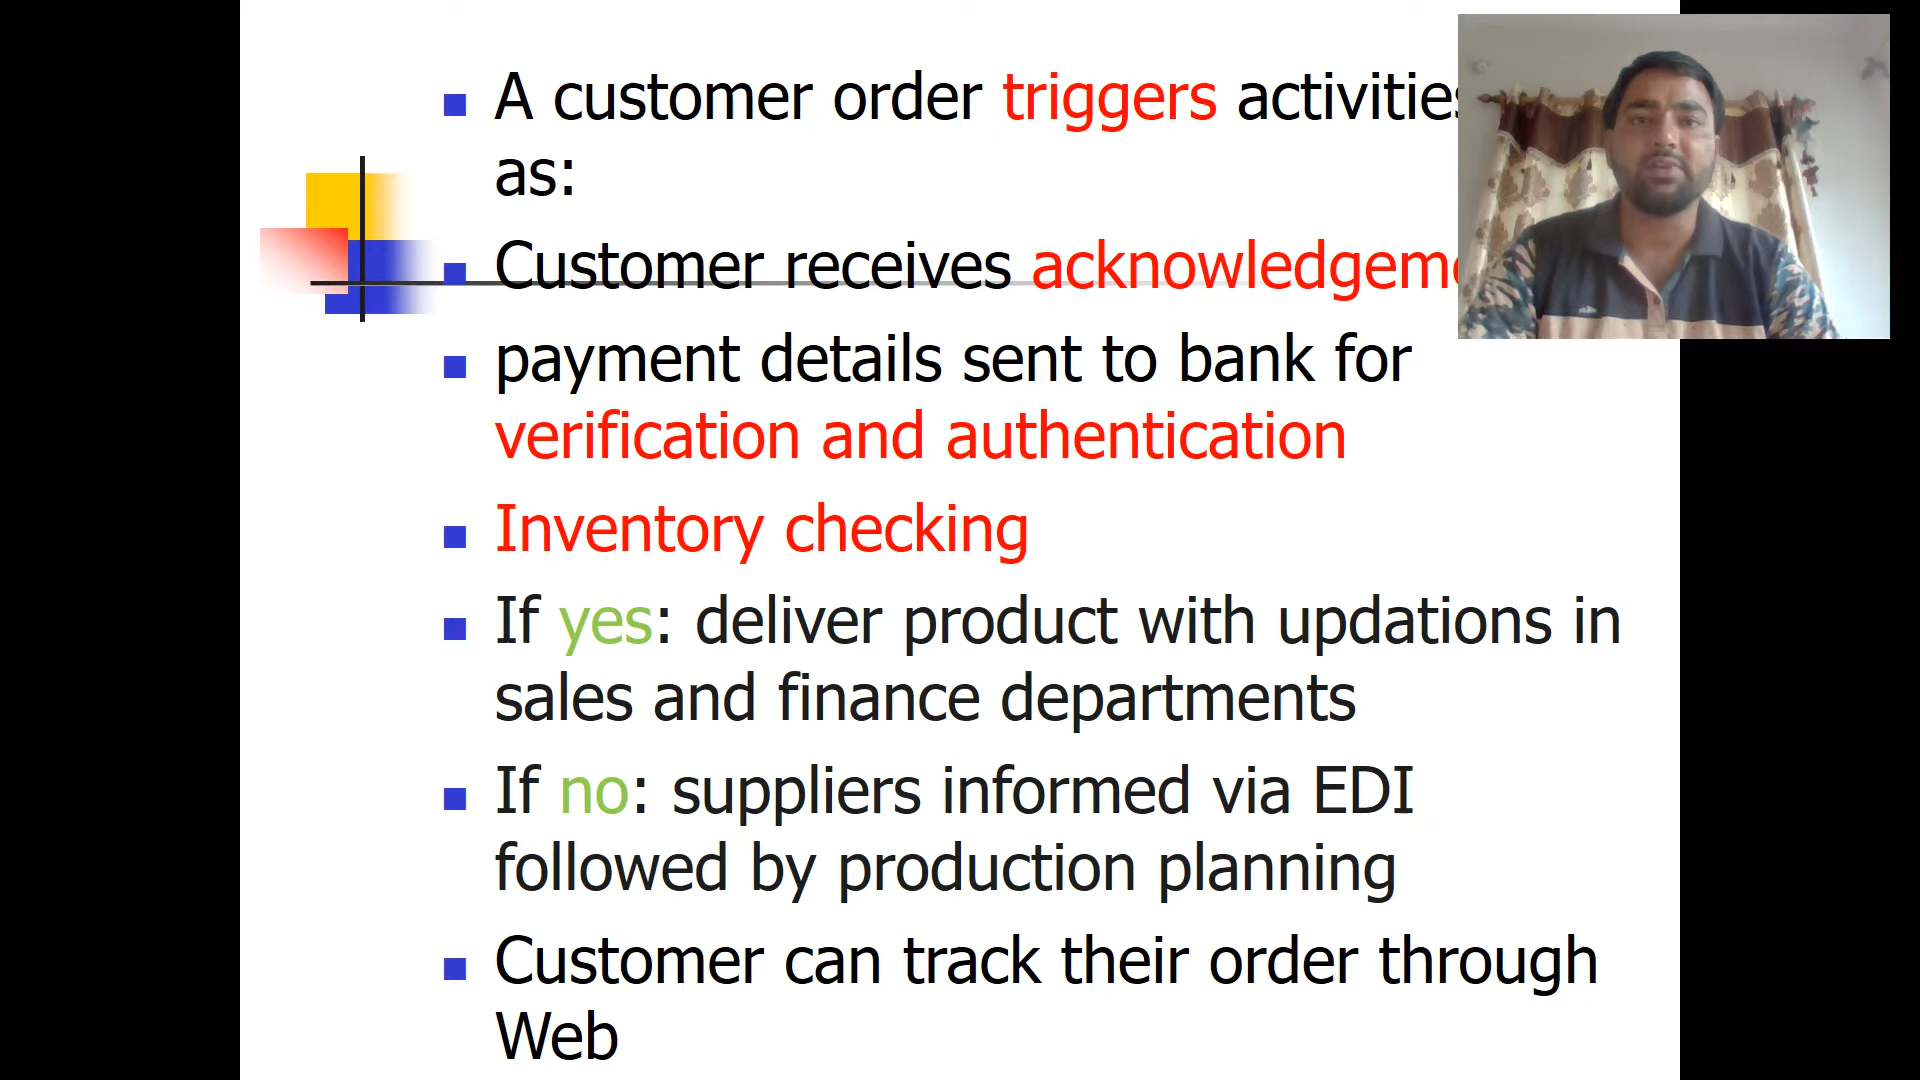 A customer order triggers activities
as:
Customer receives
payment details sent to bank for
verification and authentication
Inventory checking
If yes: deliver product with updations in
sales and finance departments
If no: suppliers informed via EDI
followed by production planning
Customer can track their order through
Web